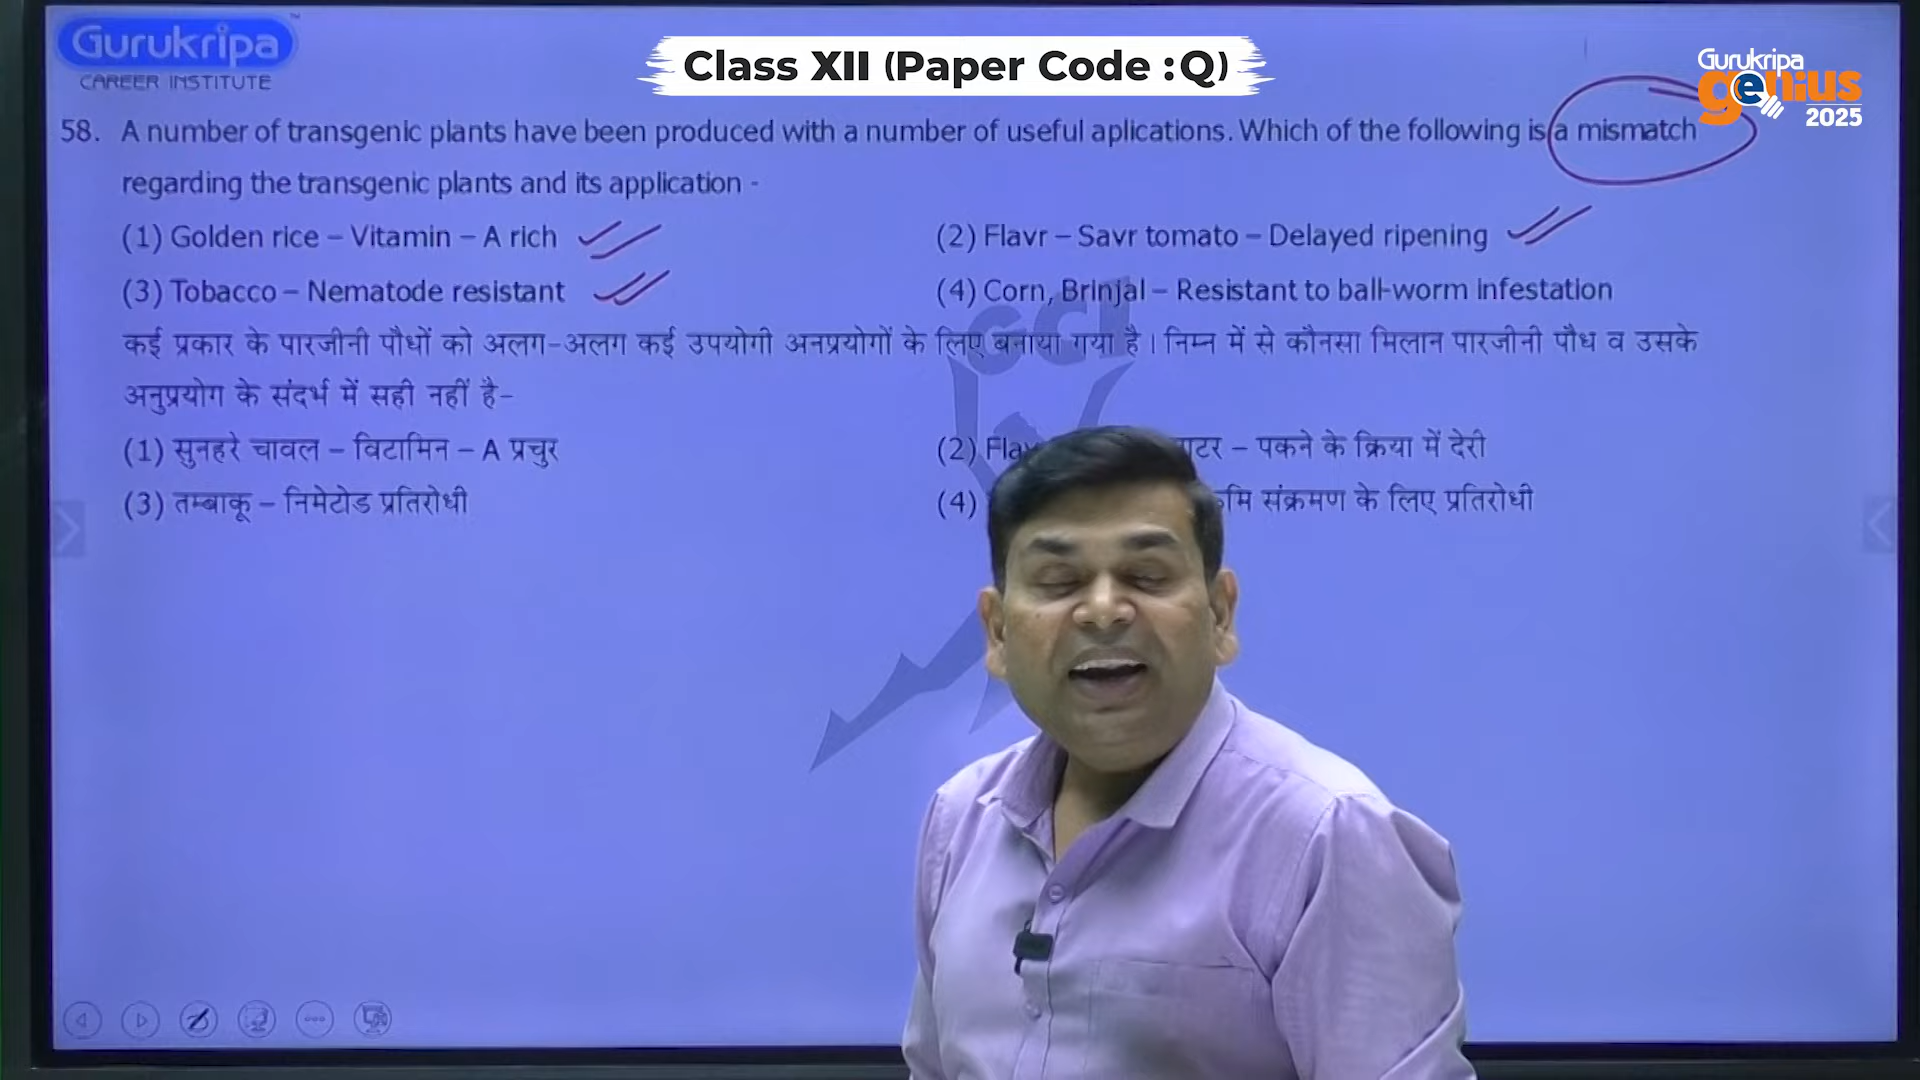 Gurukripa
CAREER INSTITUTE
Class XII (Paper Code :Q)
Gurukripa
genius
2025
58. A number of transgenic plants have been produced with a number of useful aplications. Which of the following is a mismatch
regarding the transgenic plants and its application -
(1) Golden rice – Vitamin – A rich
(2) Flavr – Savr tomato – Delayed ripening
(3) Tobacco – Nematode resistant
(4) Corn, Brinjal – Resistant to ball-worm infestation
GCI
कई प्रकार के पारजीनी पौधों को अलग-अलग कई उपयोगी अनप्रयोगों के लिए बनाया गया है। निम्न में से कौनसा मिलान पारजीनी पौध व उसके
अनुप्रयोग के संदर्भ में सही नहीं है-
(1) सुनहरे चावल – विटामिन – A प्रचुर
(2) – पकने के क्रिया में देरी
(3) तम्बाकू – निमेटोड प्रतिरोधी
(4) संक्रमण के लिए प्रतिरोधी